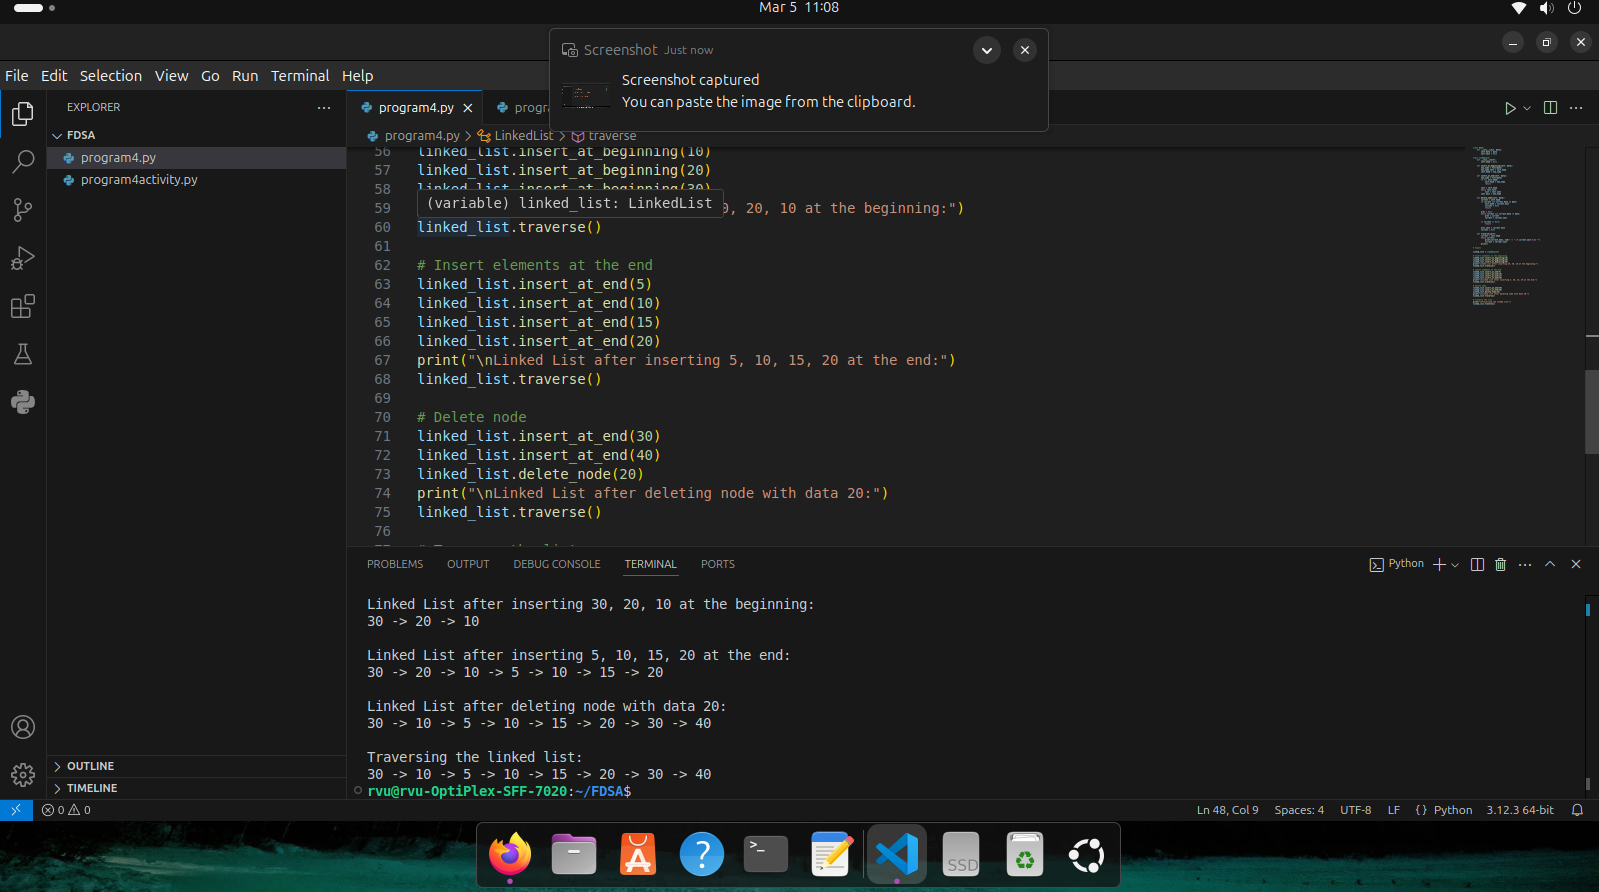 Mar 5 11:08
Screenshot Just now
Screenshot captured
You can paste the image from the clipboard.
File Edit Selection View Go Run Terminal Help
EXPLORER
FDSA
program4.py
program4activity.py
OUTLINE
TIMELINE
program4.py
progra
program4.py > LinkedList > traverse
56 linked_list.insert_at_beginning(10)
57 linked_list.insert_at_beginning(20)
58 linked_list.insert_at_beginning(30)
(variable) linked_list: LinkedList
59 0, 20, 10 at the beginning:")
60 linked_list.traverse()
61
62 # Insert elements at the end
63 linked_list.insert_at_end(5)
64 linked_list.insert_at_end(10)
65 linked_list.insert_at_end(15)
66 linked_list.insert_at_end(20)
67 print("\nLinked List after inserting 5, 10, 15, 20 at the end:")
68 linked_list.traverse()
69
70 # Delete node
71 linked_list.insert_at_end(30)
72 linked_list.insert_at_end(40)
73 linked_list.delete_node(20)
74 print("\nLinked List after deleting node with data 20:")
75 linked_list.traverse()
76
PROBLEMS OUTPUT DEBUG CONSOLE TERMINAL PORTS
Python
Linked List after inserting 30, 20, 10 at the beginning:
30 -> 20 -> 10
Linked List after inserting 5, 10, 15, 20 at the end:
30 -> 20 -> 10 -> 5 -> 10 -> 15 -> 20
Linked List after deleting node with data 20:
30 -> 10 -> 5 -> 10 -> 15 -> 20 -> 30 -> 40
Traversing the linked list:
30 -> 10 -> 5 -> 10 -> 15 -> 20 -> 30 -> 40
rvu@rvu-OptiPlex-SFF-7020:~/FDSA$
0 0
Ln 48, Col 9 Spaces: 4 UTF-8 LF {} Python 3.12.3 64-bit
SSD